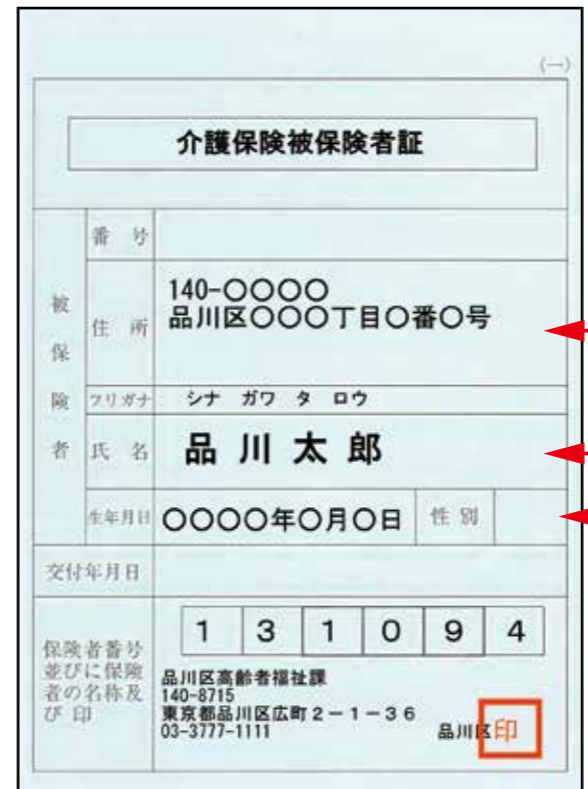 (一)
介護保険被保険者証
被保険者
番号
住所
140-〇〇〇〇
品川区〇〇〇丁目〇番〇号
フリガナ
シナ ガワ タ ロウ
氏名
品川太郎
生年月日
〇〇〇〇年〇月〇日
性別
交付年月日
保険者番号
並びに保険
者の名称及
び印
1 3 1 0 9 4
品川区高齢者福祉課
140-8715
東京都品川区広町2-1-36
03-3777-1111
品川区 印